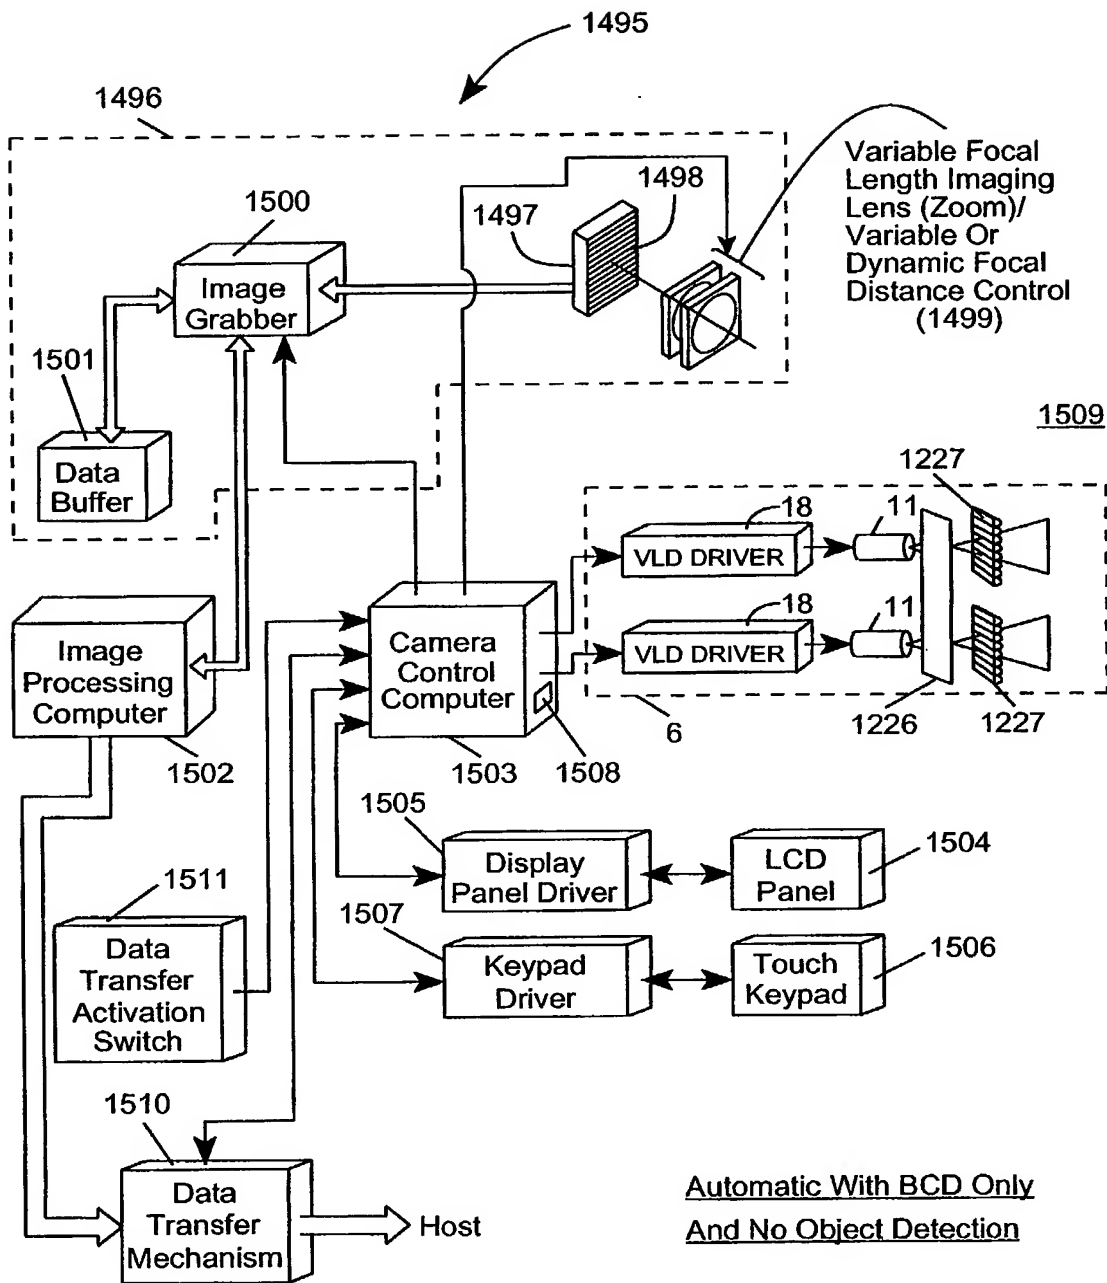 1495
1496
Variable Focal
Length Imaging
Lens (Zoom)/
Variable Or
Dynamic Focal
Distance Control
(1499)
1500
1497
1498
Image
Grabber
1501
Data
Buffer
1509
1227
18
11
VLD DRIVER
18
11
VLD DRIVER
Image
Processing
Computer
Camera
Control
Computer
6
1226
1227
1502
1503
1508
1505
Display
Panel Driver
LCD
Panel
1504
1511
Data
Transfer
Activation
Switch
1507
Keypad
Driver
Touch
Keypad
1506
1510
Data
Transfer
Mechanism
Host
Automatic With BCD Only
And No Object Detection